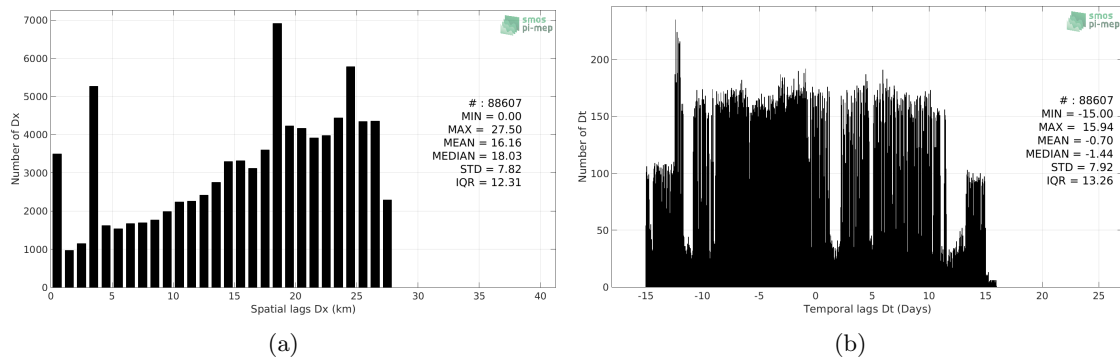 7000
6000
5000
4000
3000
2000
1000
0
Number of Dx
0 5 10 15 20 25 30 35 40
Spatial lags Dx (km)
smos
pi-mep
# : 88607
MIN = 0.00
MAX = 27.50
MEAN = 16.16
MEDIAN = 18.03
STD = 7.82
IQR = 12.31
(a)
200
150
100
50
0
Number of Dt
-15 -10 -5 0 5 10 15 20 25
Temporal lags Dt (Days)
smos
pi-mep
# : 88607
MIN = -15.00
MAX = 15.94
MEAN = -0.70
MEDIAN = -1.44
STD = 7.92
IQR = 13.26
(b)